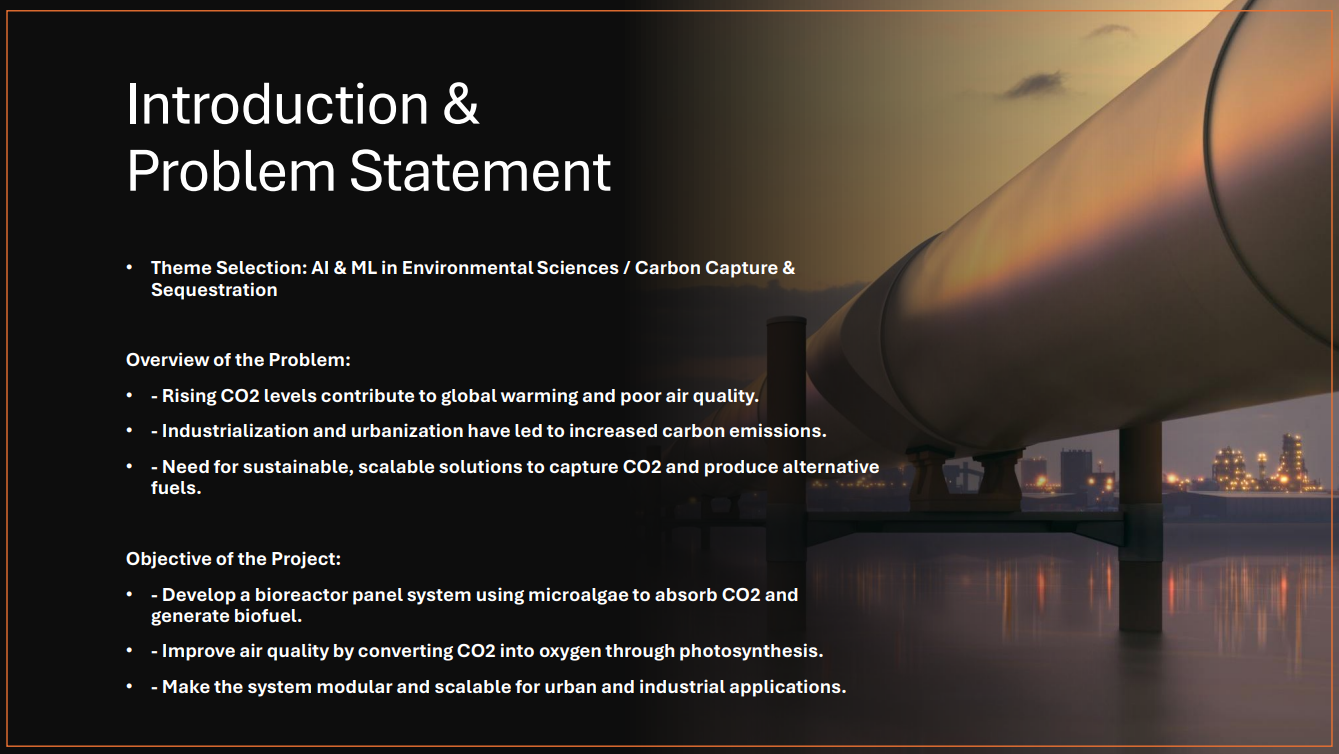 Introduction &
Problem Statement
• Theme Selection: AI & ML in Environmental Sciences / Carbon Capture &
Sequestration
Overview of the Problem:
• - Rising CO2 levels contribute to global warming and poor air quality.
• - Industrialization and urbanization have led to increased carbon emissions.
• - Need for sustainable, scalable solutions to capture CO2 and produce alternative
fuels.
Objective of the Project:
• - Develop a bioreactor panel system using microalgae to absorb CO2 and
generate biofuel.
• - Improve air quality by converting CO2 into oxygen through photosynthesis.
• - Make the system modular and scalable for urban and industrial applications.